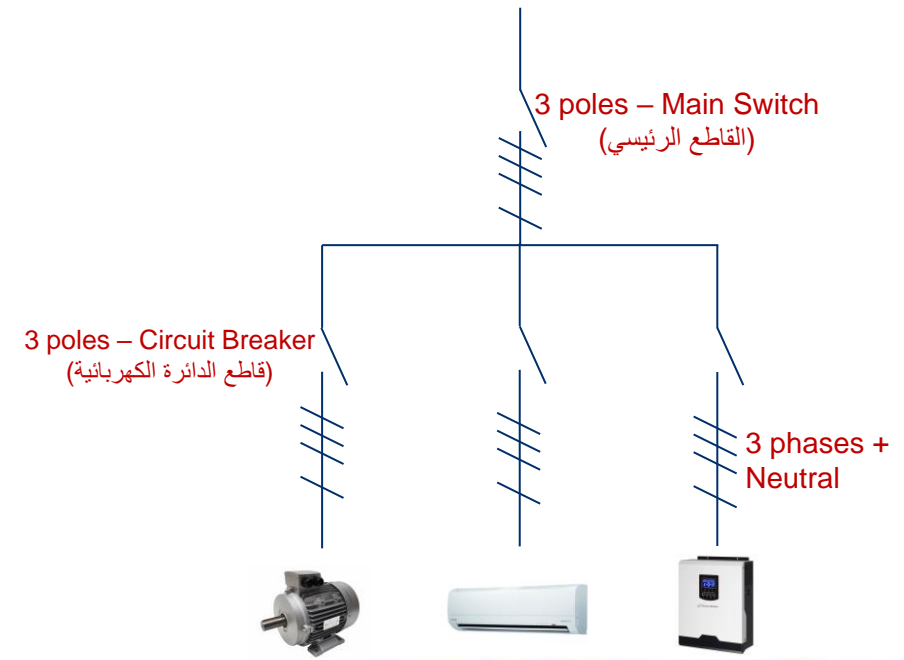 3 poles – Main Switch
(القاطع الرئيسي)
3 poles – Circuit Breaker
(قاطع الدائرة الكهربائية)
3 phases +
Neutral